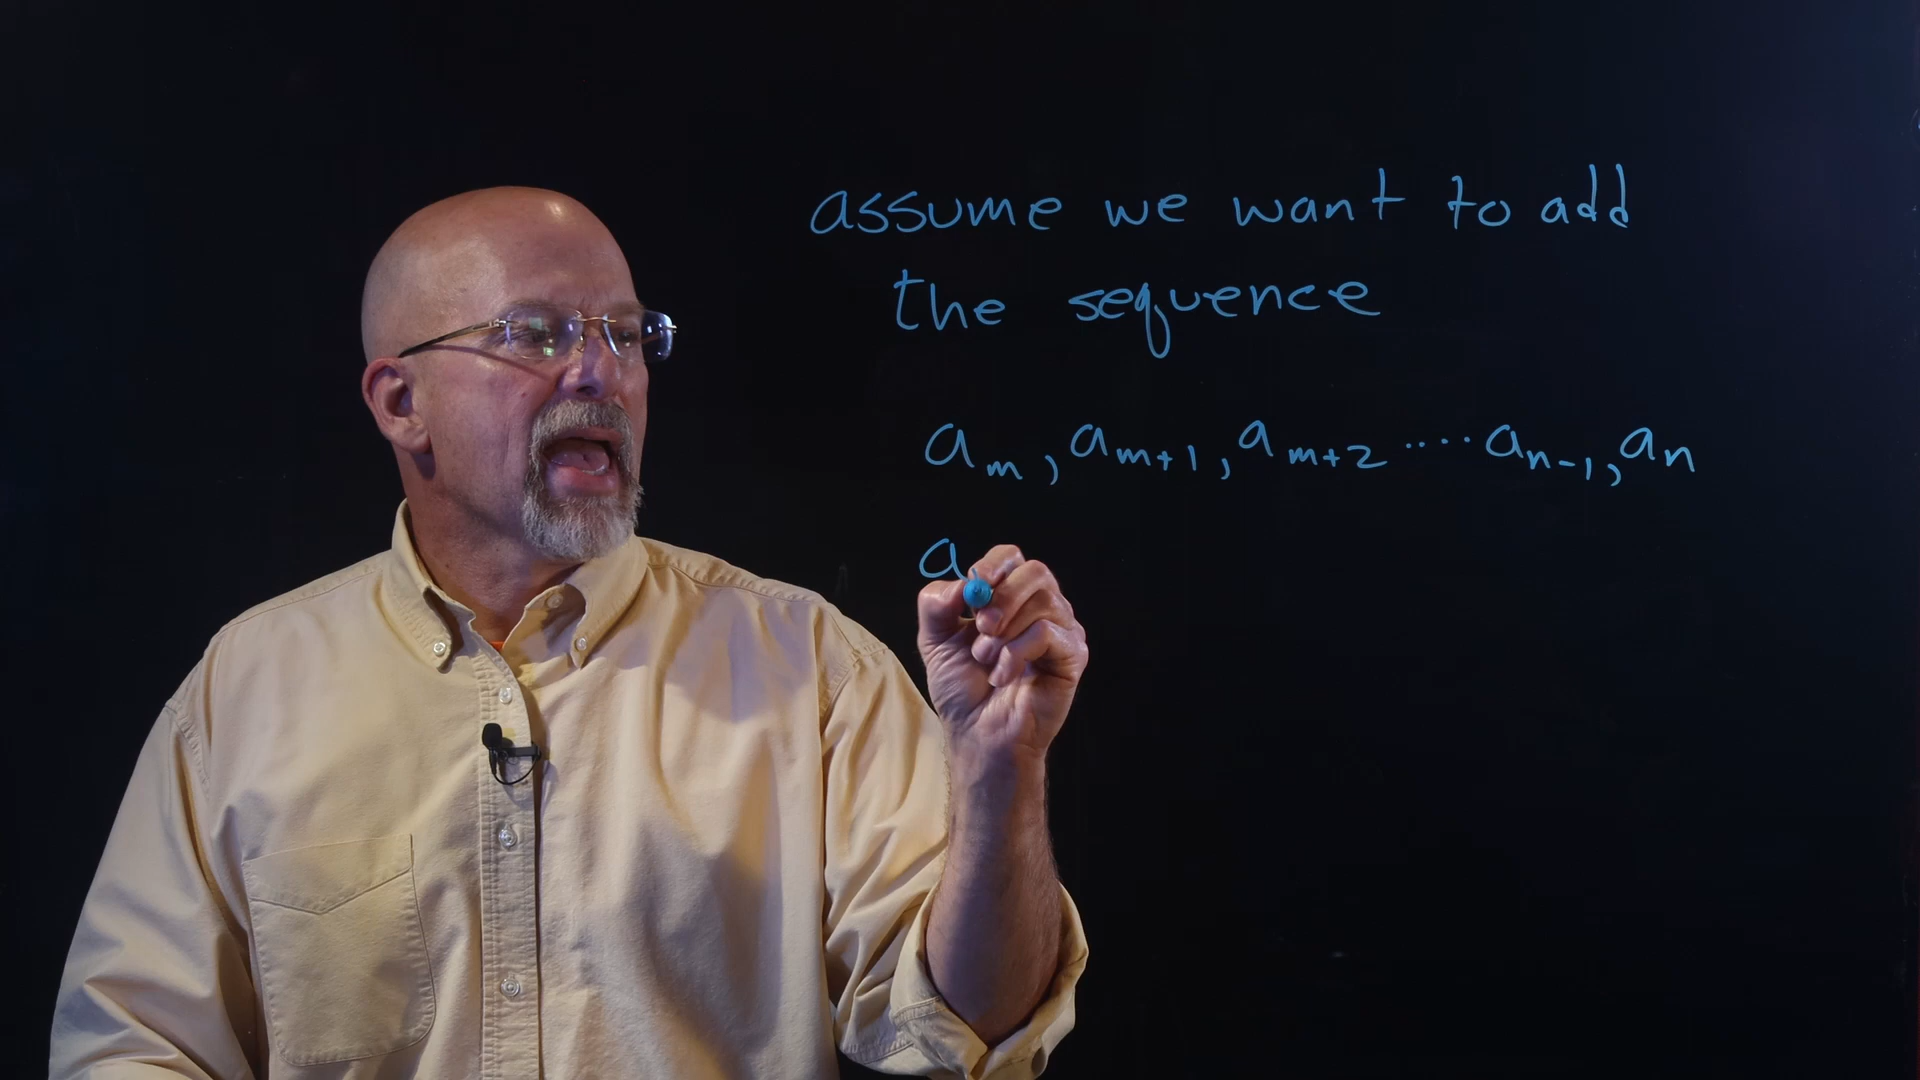 assume we want to add
the sequence
aₘ, aₘ₊₁, aₘ₊₂ .... aₙ₋₁, aₙ
a